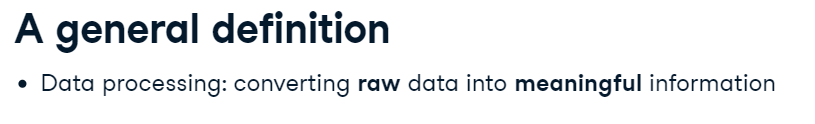 A general definition
• Data processing: converting raw data into meaningful information